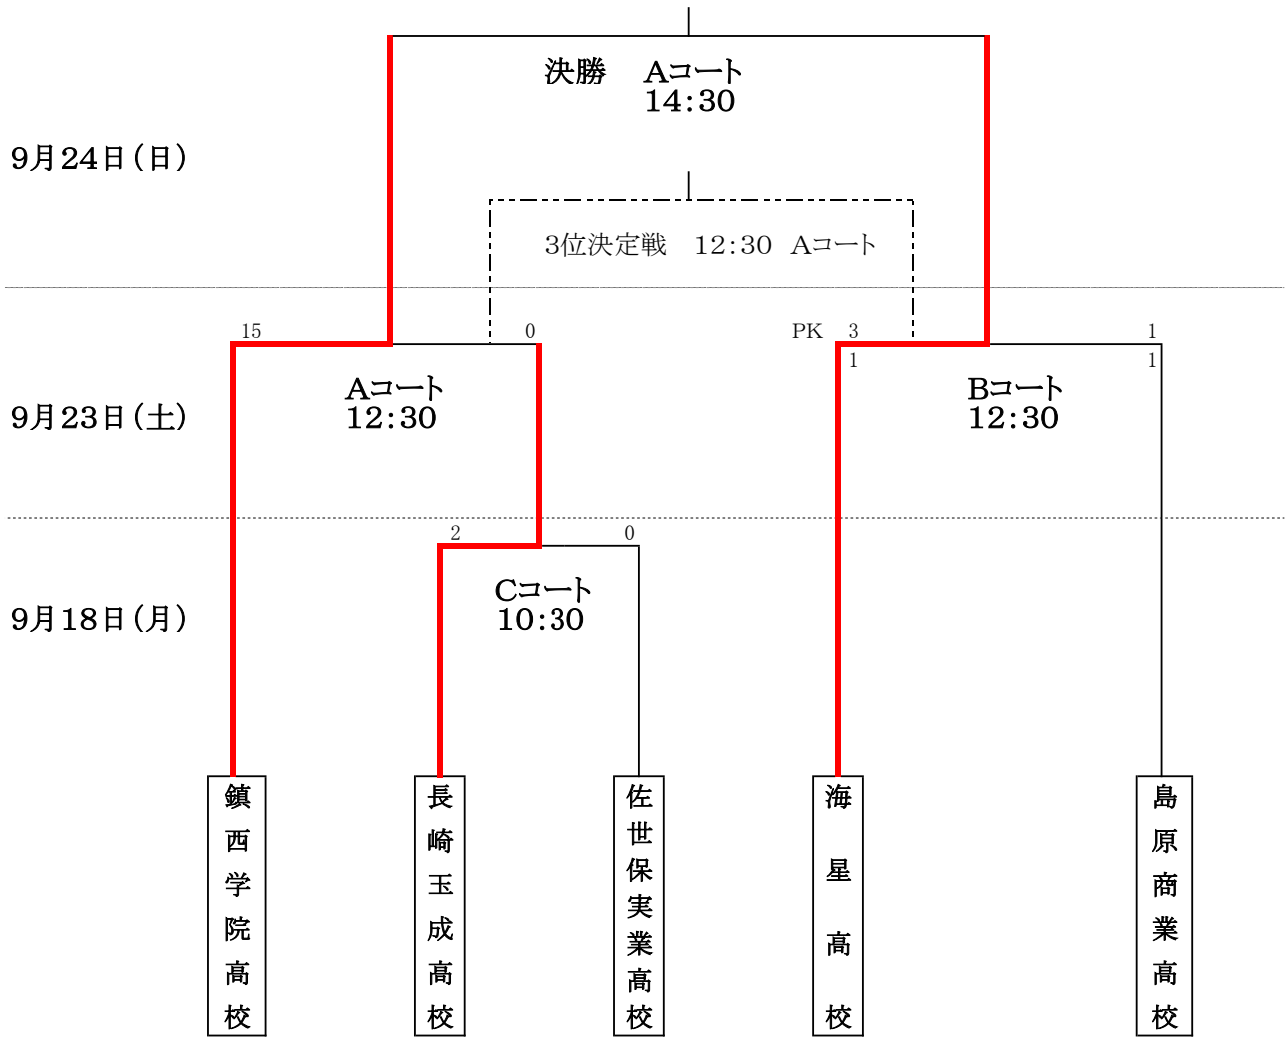 決勝　Aコート
14:30
9月24日(日)
3位決定戦　12:30　Aコート
15
0
PK
3
1
1
1
Aコート
12:30
Bコート
12:30
9月23日(土)
2
0
Cコート
10:30
9月18日(月)
鎮西学院高校
長崎玉成高校
佐世保実業高校
海星高校
島原商業高校